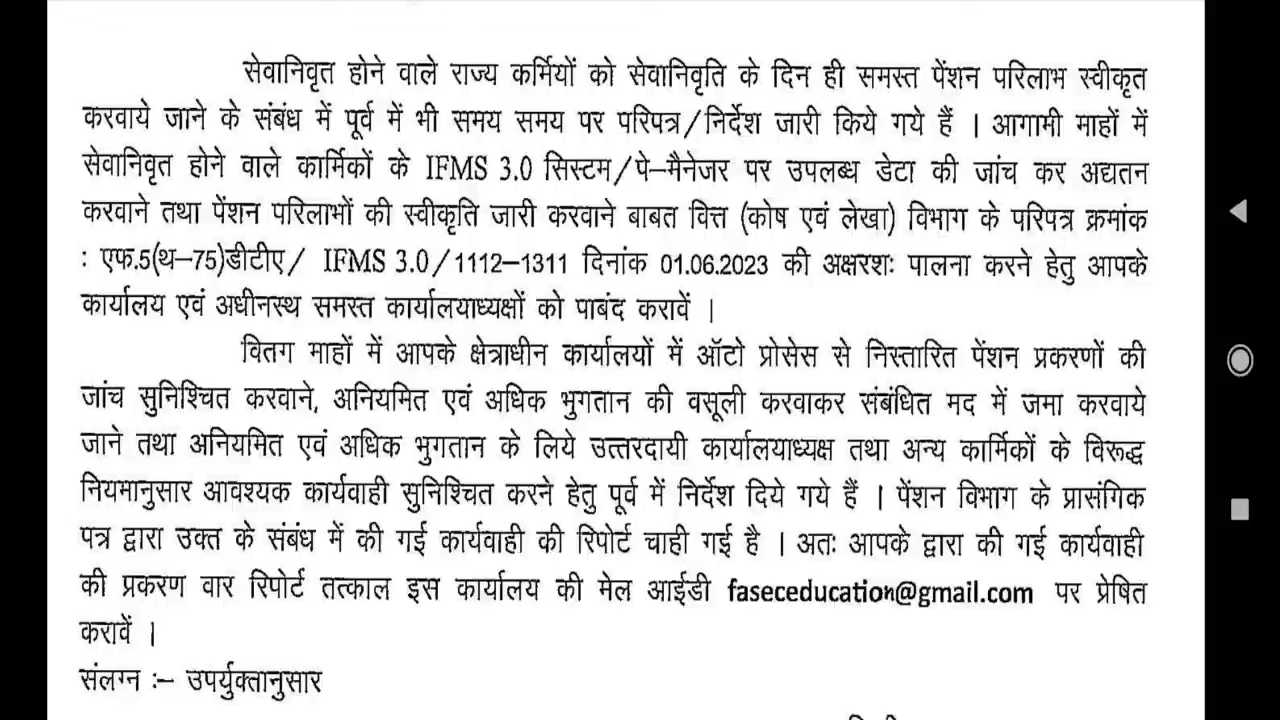 सेवानिवृत होने वाले राज्य कर्मियों को सेवानिवृति के दिन ही समस्त पेंशन परिलाभ स्वीकृत
करवाये जाने के संबंध में पूर्व में भी समय समय पर परिपत्र/निर्देश जारी किये गये हैं । आगामी माहों में
सेवानिवृत होने वाले कार्मिकों के IFMS 3.0 सिस्टम/पे–मैनेजर पर उपलब्ध डेटा की जांच कर अद्यतन
करवाने तथा पेंशन परिलाभों की स्वीकृति जारी करवाने बाबत वित्त (कोष एवं लेखा) विभाग के परिपत्र क्रमांक
: एफ.5(थ–75)डीटीए/ IFMS 3.0/1112–1311 दिनांक 01.06.2023 की अक्षरशः पालना करने हेतु आपके
कार्यालय एवं अधीनस्थ समस्त कार्यालयाध्यक्षों को पाबंद करावें ।
वितग माहों में आपके क्षेत्राधीन कार्यालयों में ऑटो प्रोसेस से निस्तारित पेंशन प्रकरणों की
जांच सुनिश्चित करवाने, अनियमित एवं अधिक भुगतान की वसूली करवाकर संबंधित मद में जमा करवाये
जाने तथा अनियमित एवं अधिक भुगतान के लिये उत्तरदायी कार्यालयाध्यक्ष तथा अन्य कार्मिकों के विरूद्ध
नियमानुसार आवश्यक कार्यवाही सुनिश्चित करने हेतु पूर्व में निर्देश दिये गये हैं । पेंशन विभाग के प्रासंगिक
पत्र द्वारा उक्त के संबंध में की गई कार्यवाही की रिपोर्ट चाही गई है । अतः आपके द्वारा की गई कार्यवाही
की प्रकरण वार रिपोर्ट तत्काल इस कार्यालय की मेल आईडी faseceducation@gmail.com पर प्रेषित
करावें ।
संलग्न :– उपर्युक्तानुसार